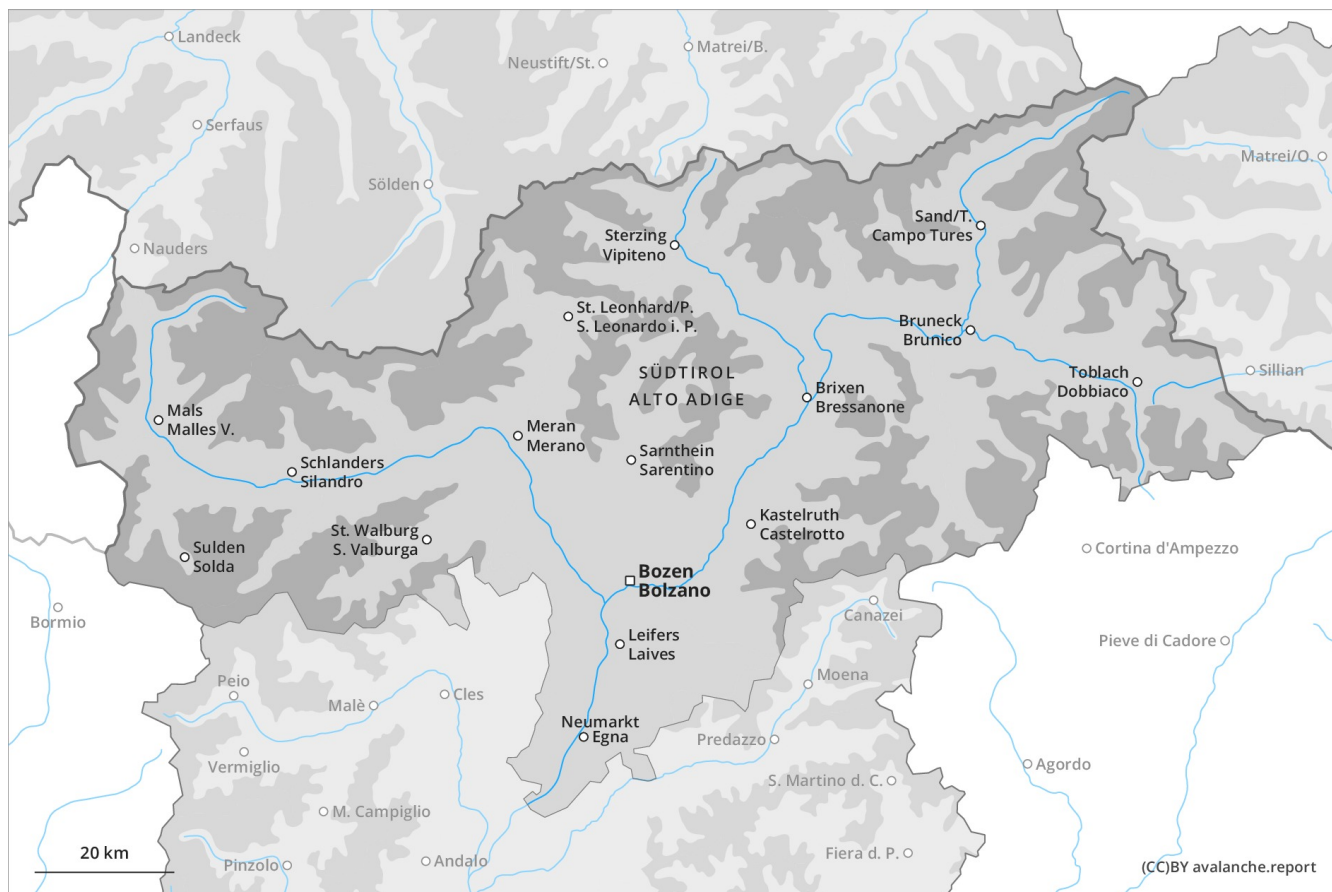 Landeck
Matrei/B.
Neustift/St.
Serfaus
Matrei/O.
Sölden
Sand/T.
Campo Tures
Sterzing
Vipiteno
Nauders
St. Leonhard/P.
S. Leonardo i. P.
Bruneck
Brunico
SÜDTIROL
ALTO ADIGE
Toblach
Dobbiaco
Sillian
Brixen
Bressanone
Mals
Malles V.
Meran
Merano
Schlanders
Silandro
Sarnthein
Sarentino
Kastelruth
Castelrotto
St. Walburg
S. Valburga
Sulden
Solda
Cortina d'Ampezzo
Bozen
Bolzano
Bormio
Canazei
Leifers
Laives
Pieve di Cadore
Moena
Peio
Malè
Cles
Neumarkt
Egna
Predazzo
Vermiglio
Agordo
S. Martino d. C.
M. Campiglio
20 km
Pinzolo
Andalo
Fiera d. P.
(CC)BY avalanche.report